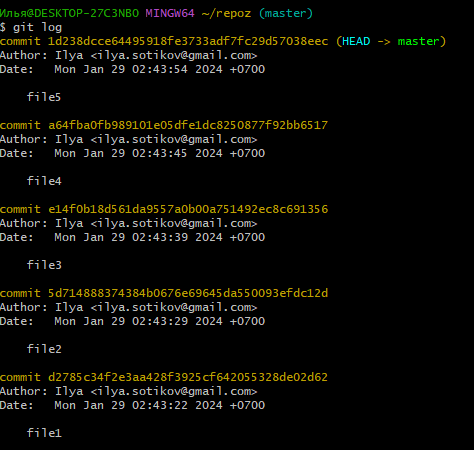 Илья@DESKTOP-27C3NBO MINGW64 ~/repoz (master)
$ git log
commit 1d238dcce64495918fe3733adf7fc29d57038eec (HEAD -> master)
Author: Ilya <ilya.sotikov@gmail.com>
Date:   Mon Jan 29 02:43:54 2024 +0700
file5
commit a64fba0fb989101e05dfe1dc8250877f92bb6517
Author: Ilya <ilya.sotikov@gmail.com>
Date:   Mon Jan 29 02:43:45 2024 +0700
file4
commit e14f0b18d561da9557a0b00a751492ec8c691356
Author: Ilya <ilya.sotikov@gmail.com>
Date:   Mon Jan 29 02:43:39 2024 +0700
file3
commit 5d714888374384b0676e69645da550093efdc12d
Author: Ilya <ilya.sotikov@gmail.com>
Date:   Mon Jan 29 02:43:29 2024 +0700
file2
commit d2785c34f2e3aa428f3925cf642055328de02d62
Author: Ilya <ilya.sotikov@gmail.com>
Date:   Mon Jan 29 02:43:22 2024 +0700
file1